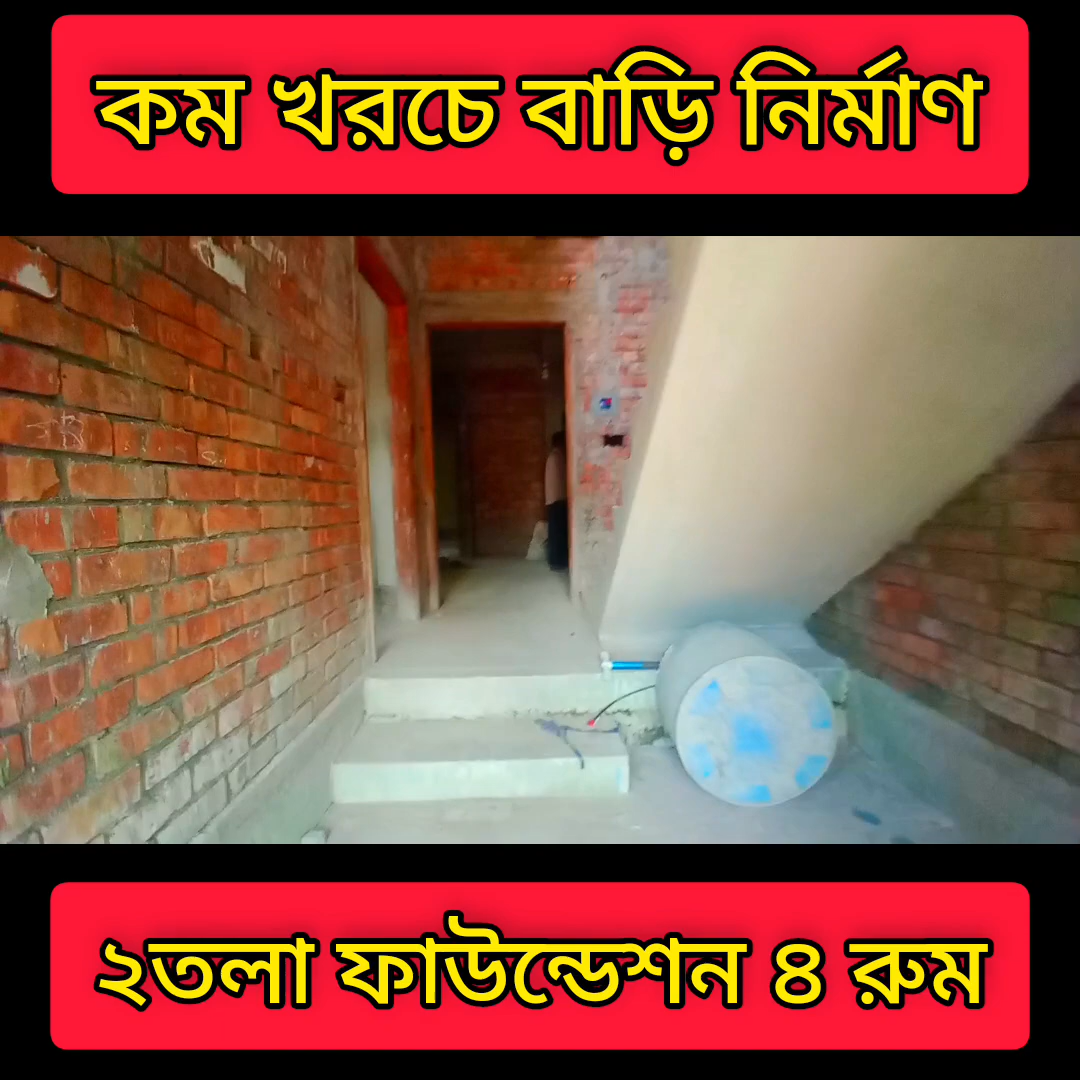 কম খরচে বাড়ি নির্মাণ
২তলা ফাউন্ডেশন ৪ রুম